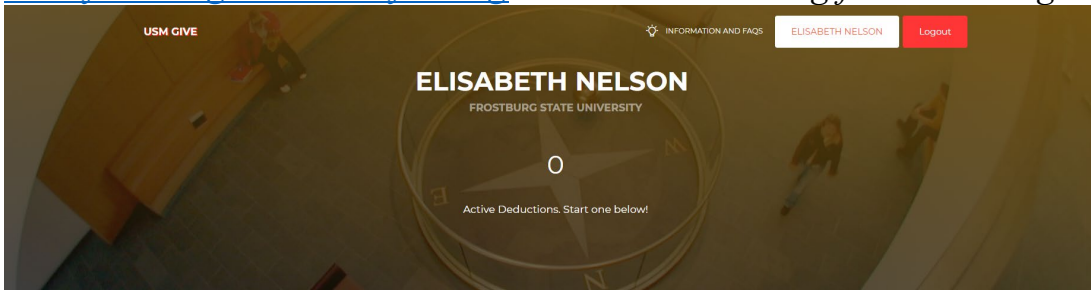 USM GIVE
INFORMATION AND FAQS
ELISABETH NELSON
Logout
ELISABETH NELSON
FROSTBURG STATE UNIVERSITY
0
Active Deductions. Start one below!
W
E
N